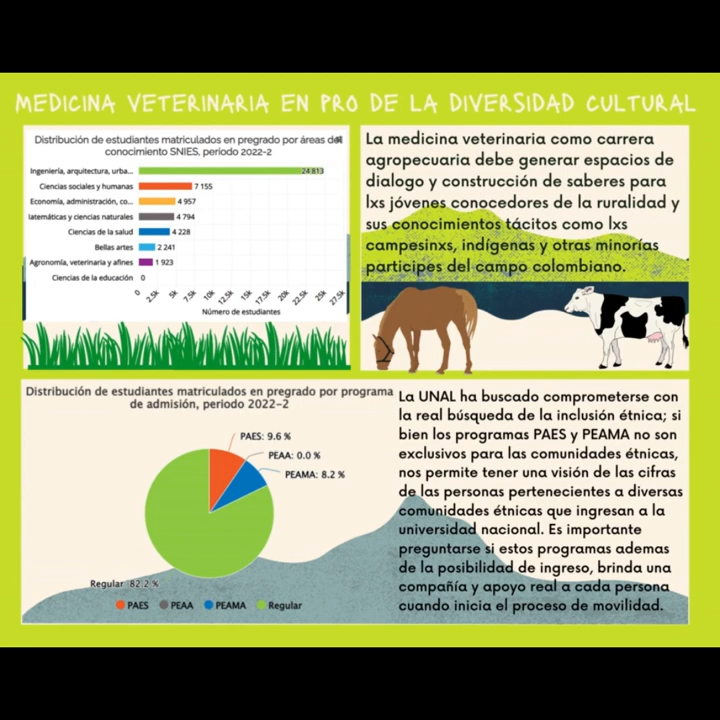 MEDICINA VETERINARIA EN PRO DE LA DIVERSIDAD CULTURAL
Distribución de estudiantes matriculados en pregrado por áreas del
conocimiento SNIES, periodo 2022-2
Ingeniería, arquitectura, urba...
24 813
Ciencias sociales y humanas
7 155
Economía, administración, co...
4 957
latemáticas y ciencias naturales
4 794
Ciencias de la salud
4 228
Bellas artes
2 241
Agronomía, veterinaria y afines
1 923
Ciencias de la educación
0
0 2.5k 5k 7.5k 10k 12.5k 15k 17.5k 20k 22.5k 25k 27.5k
Número de estudiantes
La medicina veterinaria como carrera
agropecuaria debe generar espacios de
dialogo y construcción de saberes para
lxs jóvenes conocedores de la ruralidad y
sus conocimientos tácitos como lxs
campesinxs, indígenas y otras minorías
participes del campo colombiano.
Distribución de estudiantes matriculados en pregrado por programa
de admisión, periodo 2022-2
PAES: 9.6 %
PEAA: 0.0 %
PEAMA: 8.2 %
Regular 82.2 %
PAES PEAA PEAMA Regular
La UNAL ha buscado comprometerse con
la real búsqueda de la inclusión étnica; si
bien los programas PAES y PEAMA no son
exclusivos para las comunidades étnicas,
nos permite tener una visión de las cifras
de las personas pertenecientes a diversas
comunidades étnicas que ingresan a la
universidad nacional. Es importante
preguntarse si estos programas ademas
de la posibilidad de ingreso, brinda una
compañía y apoyo real a cada persona
cuando inicia el proceso de movilidad.